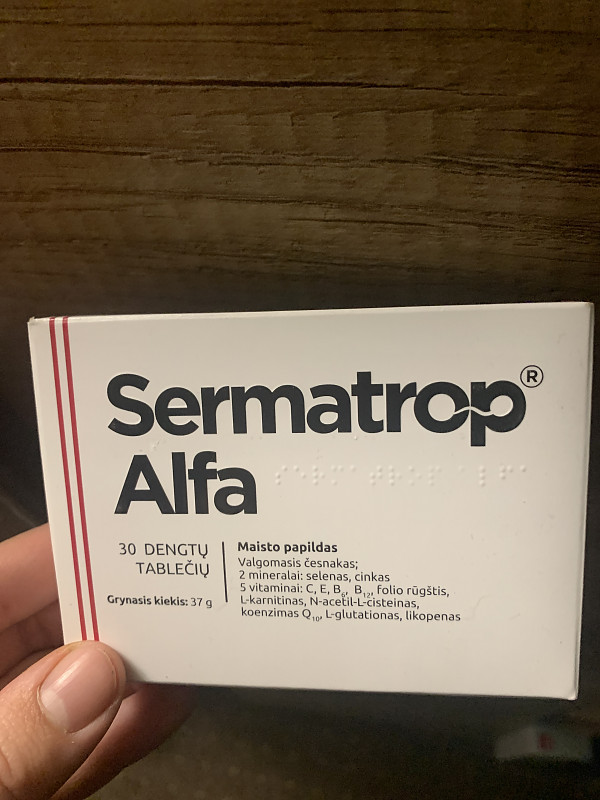 Sermatrop®
Alfa
30 DENGTŲ
TABLEČIŲ
Grynasis kiekis: 37 g
Maisto papildas
Valgomasis česnakas;
2 mineralai: selenas, cinkas
5 vitaminai: C, E, B₆, B₁₂, folio rūgštis,
L-karnitinas, N-acetil-L-cisteinas,
koenzimas Q₁₀, L-glutationas, likopenas